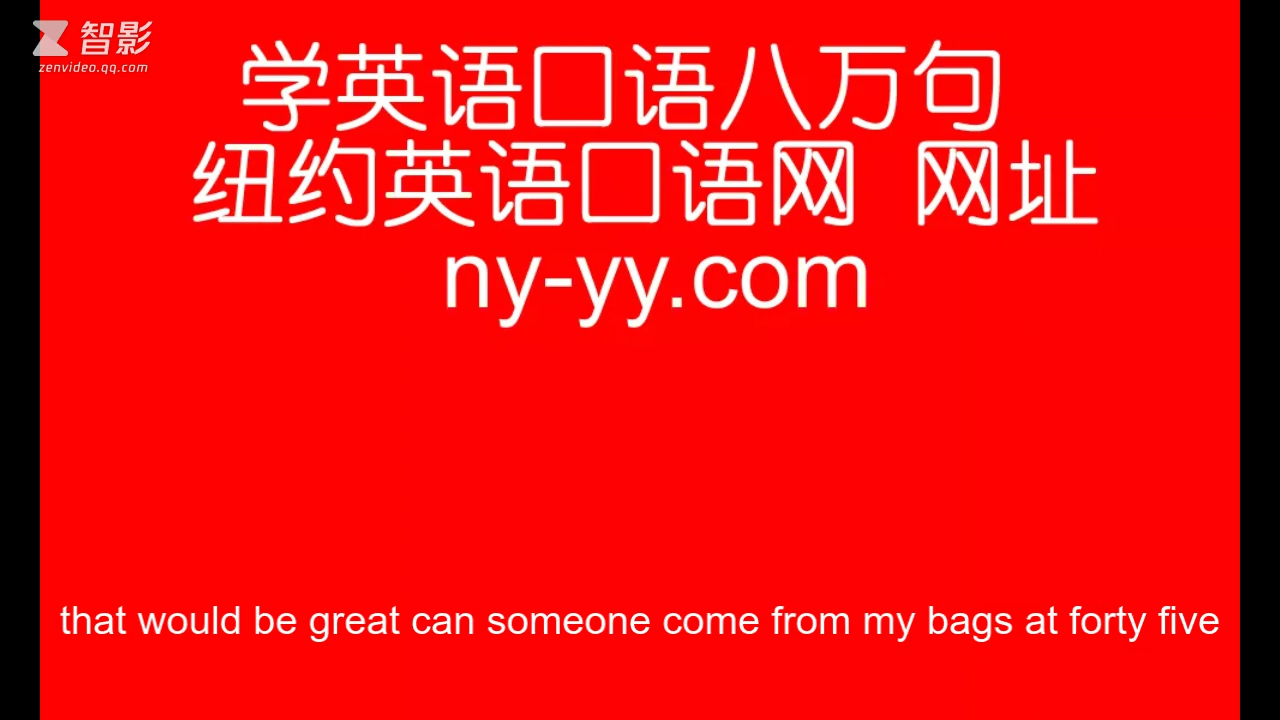 智影
zenvideo.qq.com
学英语口语八万句
纽约英语口语网 网址
ny-yy.com
that would be great can someone come from my bags at forty five